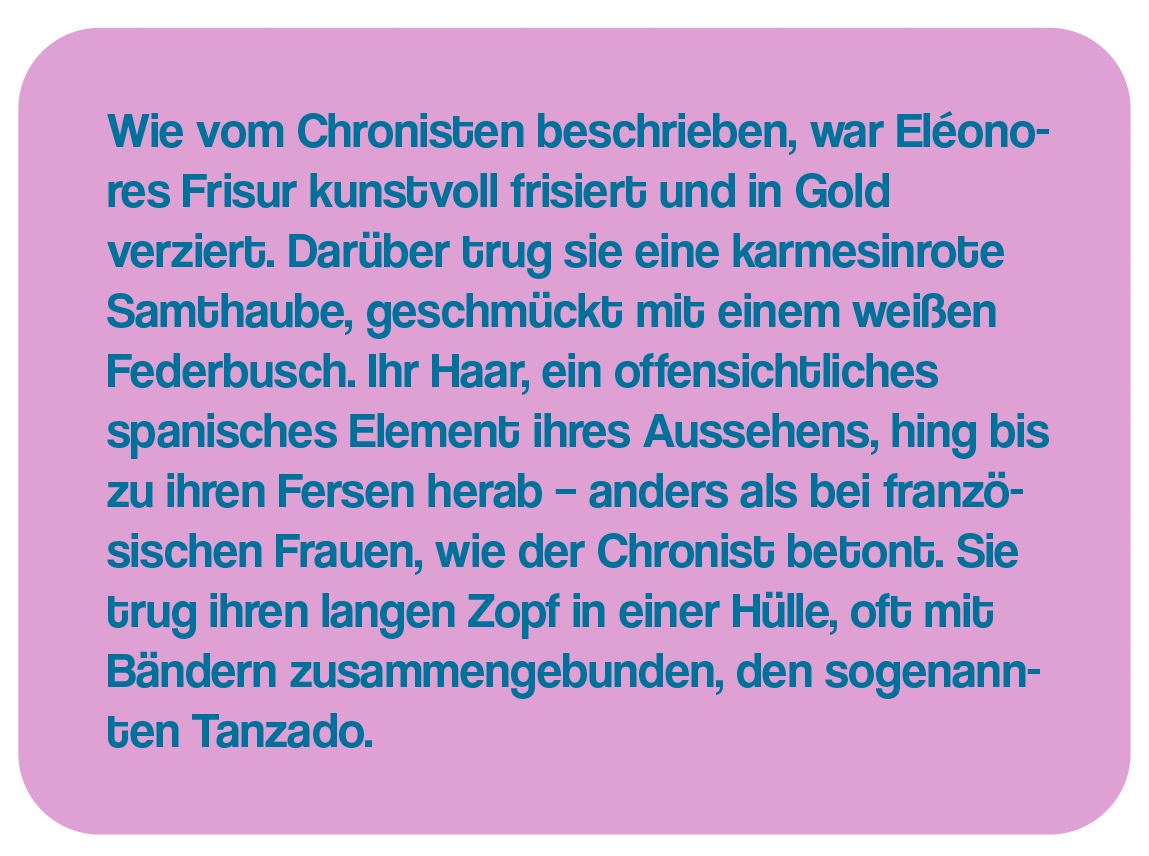 Wie vom Chronisten beschrieben, war Eléono-
res Frisur kunstvoll frisiert und in Gold
verziert. Darüber trug sie eine karmesinrote
Samthaube, geschmückt mit einem weißen
Federbusch. Ihr Haar, ein offensichtliches
spanisches Element ihres Aussehens, hing bis
zu ihren Fersen herab – anders als bei franzö-
sischen Frauen, wie der Chronist betont. Sie
trug ihren langen Zopf in einer Hülle, oft mit
Bändern zusammengebunden, den sogenann-
ten Tanzado.